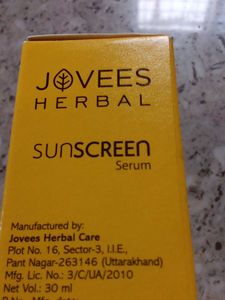 JOVEES
HERBAL
SUNSCREEN
Serum
Manufactured by:
Jovees Herbal Care
Plot No. 16, Sector-3, I.I.E.,
Pant Nagar-263146 (Uttarakhand)
Mfg. Lic. No.: 3/C/UA/2010
Net Vol.: 30 ml